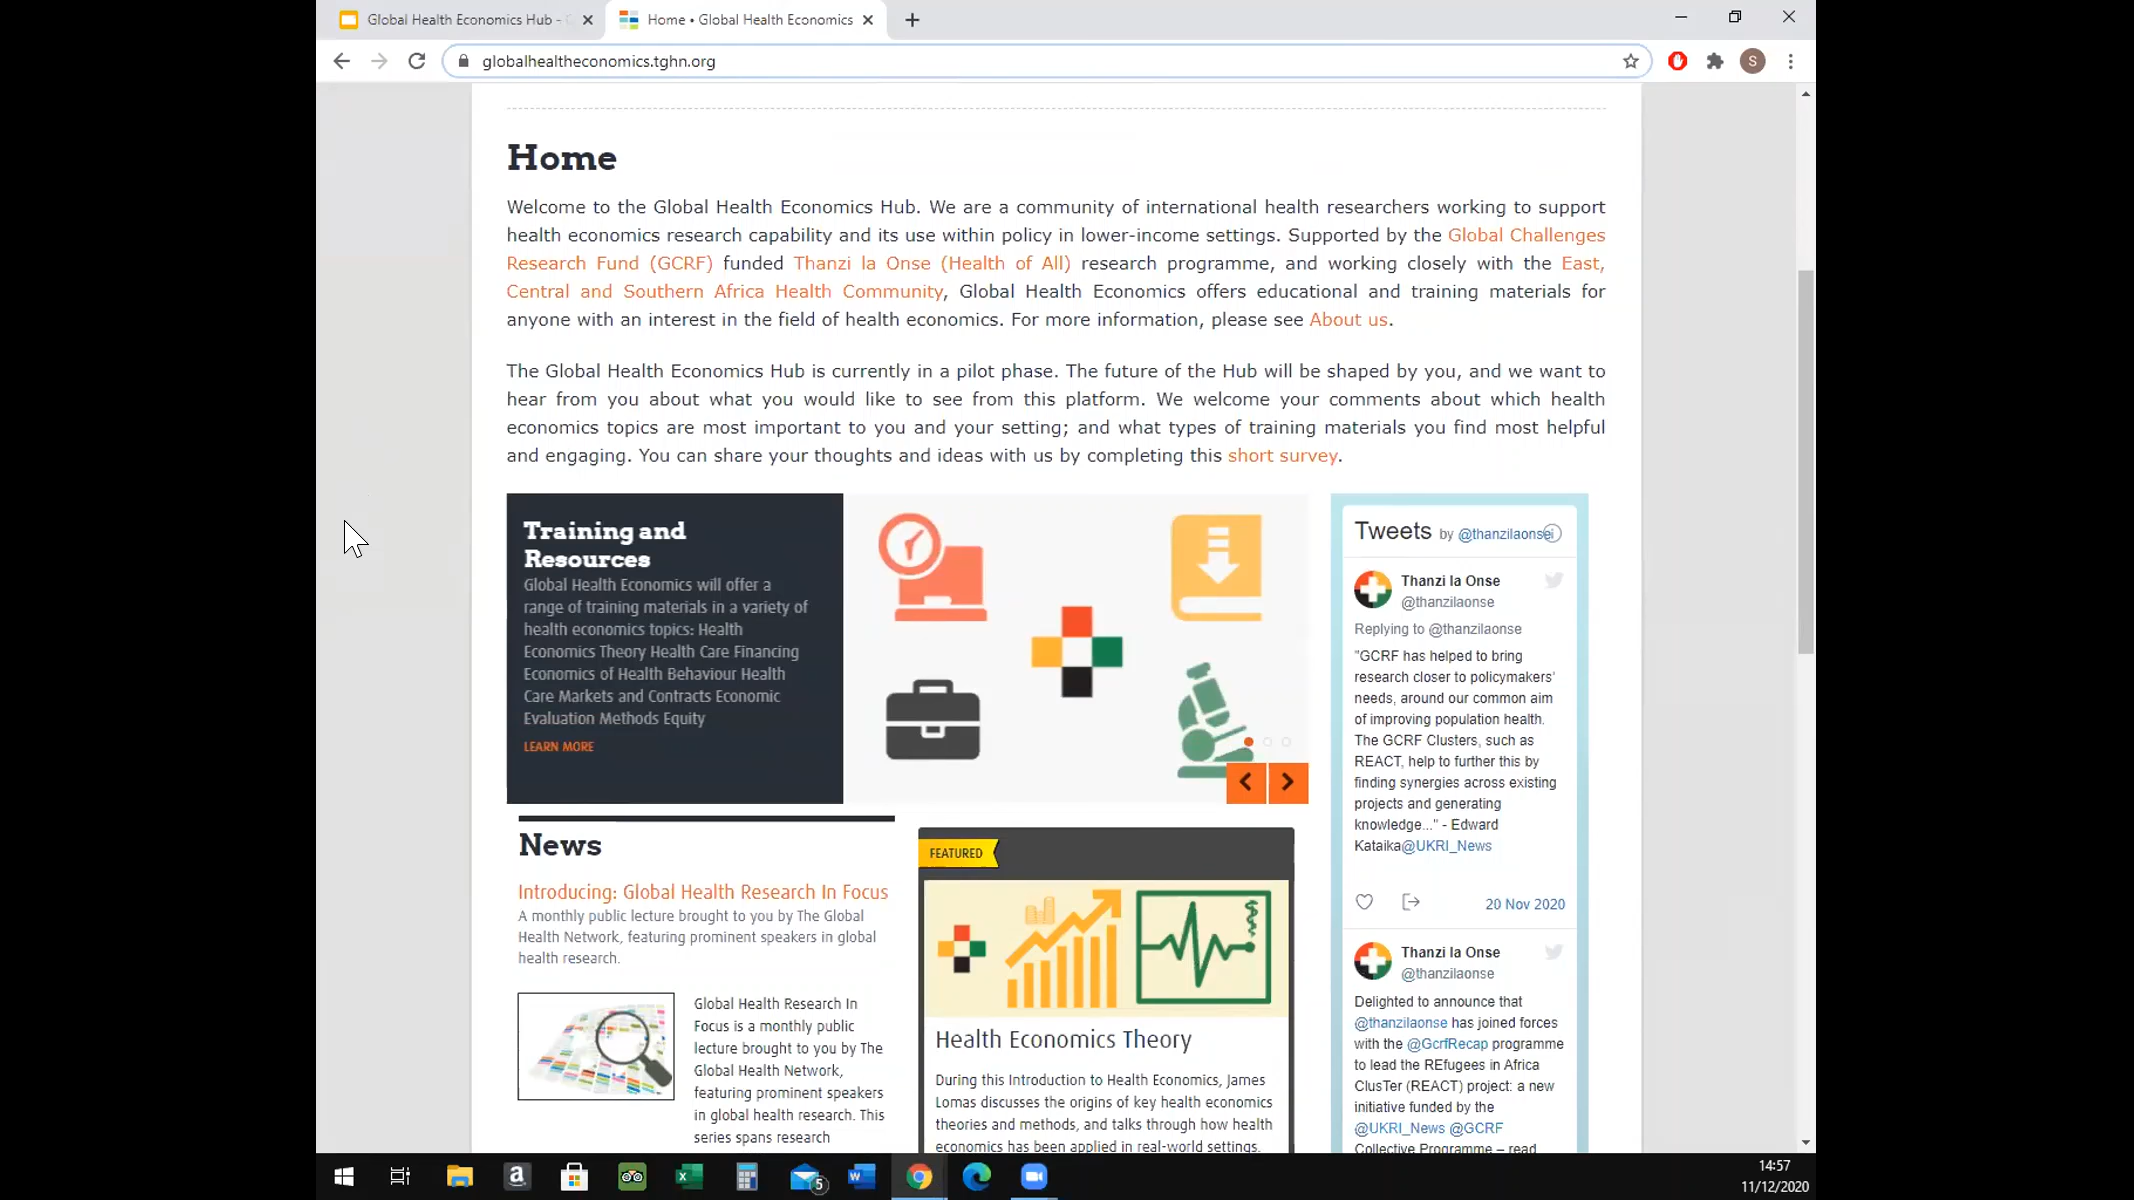 Global Health Economics Hub -
Home • Global Health Economics
globalhealtheconomics.tghn.org
S
Home
Welcome to the Global Health Economics Hub. We are a community of international health researchers working to support
health economics research capability and its use within policy in lower-income settings. Supported by the Global Challenges
Research Fund (GCRF) funded Thanzi la Onse (Health of All) research programme, and working closely with the East,
Central and Southern Africa Health Community, Global Health Economics offers educational and training materials for
anyone with an interest in the field of health economics. For more information, please see About us.
The Global Health Economics Hub is currently in a pilot phase. The future of the Hub will be shaped by you, and we want to
hear from you about what you would like to see from this platform. We welcome your comments about which health
economics topics are most important to you and your setting; and what types of training materials you find most helpful
and engaging. You can share your thoughts and ideas with us by completing this short survey.
Training and
Resources
Global Health Economics will offer a
range of training materials in a variety of
health economics topics: Health
Economics Theory Health Care Financing
Economics of Health Behaviour Health
Care Markets and Contracts Economic
Evaluation Methods Equity
LEARN MORE
News
Introducing: Global Health Research In Focus
A monthly public lecture brought to you by The Global
Health Network, featuring prominent speakers in global
health research.
Global Health Research In
Focus is a monthly public
lecture brought to you by The
Global Health Network,
featuring prominent speakers
in global health research. This
series spans research
FEATURED
Health Economics Theory
During this Introduction to Health Economics, James
Lomas discusses the origins of key health economics
theories and methods, and talks through how health
economics has been applied in real-world settings.
Tweets by @thanzilaonse
Thanzi la Onse
@thanzilaonse
Replying to @thanzilaonse
"GCRF has helped to bring
research closer to policymakers'
needs, around our common aim
of improving population health.
The GCRF Clusters, such as
REACT, help to further this by
finding synergies across existing
projects and generating
knowledge..." - Edward
Kataika@UKRI_News
20 Nov 2020
Thanzi la Onse
@thanzilaonse
Delighted to announce that
@thanzilaonse has joined forces
with the @GcrfRecap programme
to lead the REfugees in Africa
ClusTer (REACT) project: a new
initiative funded by the
@UKRI_News @GCRF
Collective Programme – read
a
5
14:57
11/12/2020